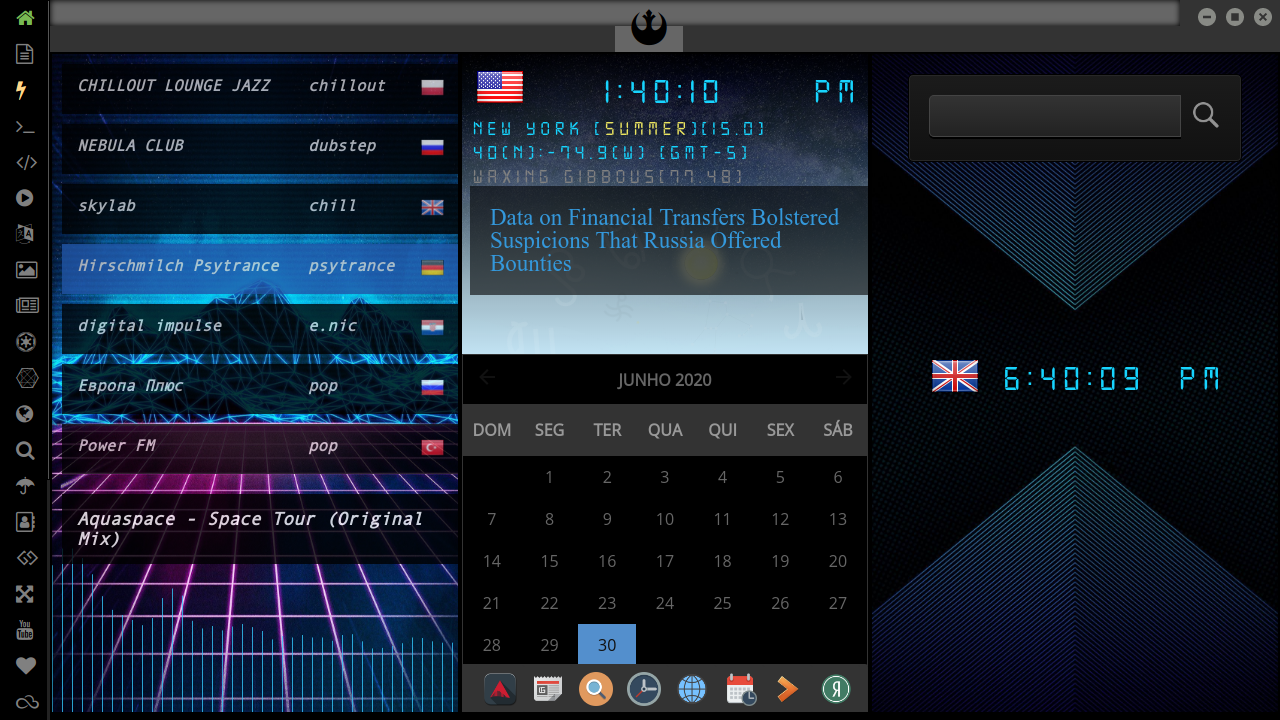 CHILLOUT LOUNGE JAZZ chillout
NEBULA CLUB dubstep
skylab chill
Hirschmilch Psytrance psytrance
digital impulse e.nic
Европа Плюс pop
Power FM pop
Aquaspace - Space Tour (Original
Mix)
1:40:10 PM
NEW YORK (SUMMER)(15.0)
40(N):-74.9(W) (GMT-5)
WAXING GIBBOUS(77.48)
Data on Financial Transfers Bolstered
Suspicions That Russia Offered
Bounties
JUNHO 2020
DOM SEG TER QUA QUI SEX SÁB
1 2 3 4 5 6
7 8 9 10 11 12 13
14 15 16 17 18 19 20
21 22 23 24 25 26 27
28 29 30
6:40:09 PM
You
Tube
Я